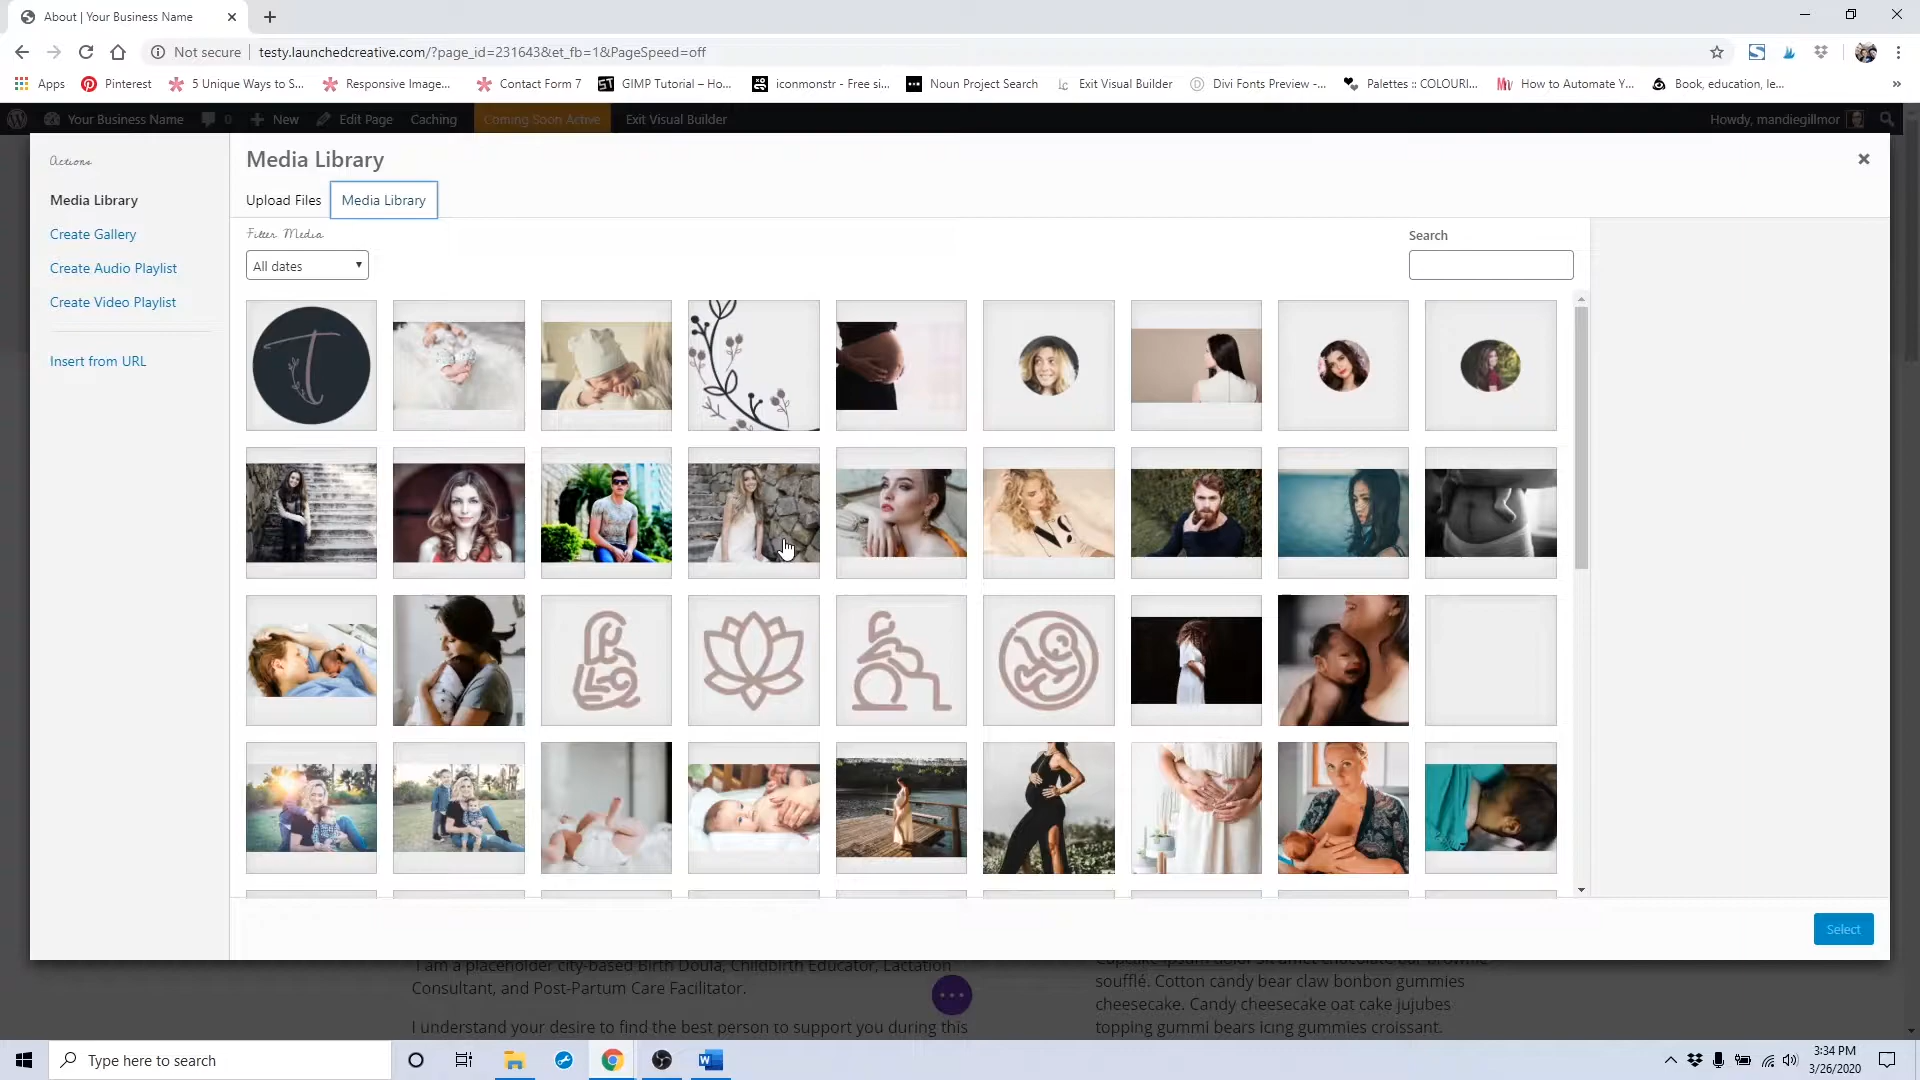 About | Your Business Name
Not secure
testy.launchedcreative.com/?page_id=231643&et_fb=1&PageSpeed=off
Apps
Pinterest
5 Unique Ways to S...
Responsive Image...
Contact Form 7
GIMP Tutorial – Ho...
iconmonstr - Free si...
Noun Project Search
Exit Visual Builder
Divi Fonts Preview -...
Palettes :: COLOURl...
How to Automate Y...
Book, education, le...
Your Business Name
0
New
Edit Page
Caching
Coming Soon Active
Exit Visual Builder
Howdy, mandiegillmor
Actions
Media Library
Create Gallery
Create Audio Playlist
Create Video Playlist
Insert from URL
Media Library
Upload Files
Media Library
Filter Media
All dates
Search
T
Select
I am a placeholder city-based Birth Doula, Childbirth Educator, Lactation
Consultant, and Post-Partum Care Facilitator.
I understand your desire to find the best person to support you during this
soufflé. Cotton candy bear claw bonbon gummies
cheesecake. Candy cheesecake oat cake jujubes
topping gummi bears icing gummies croissant.
Type here to search
3:34 PM
3/26/2020